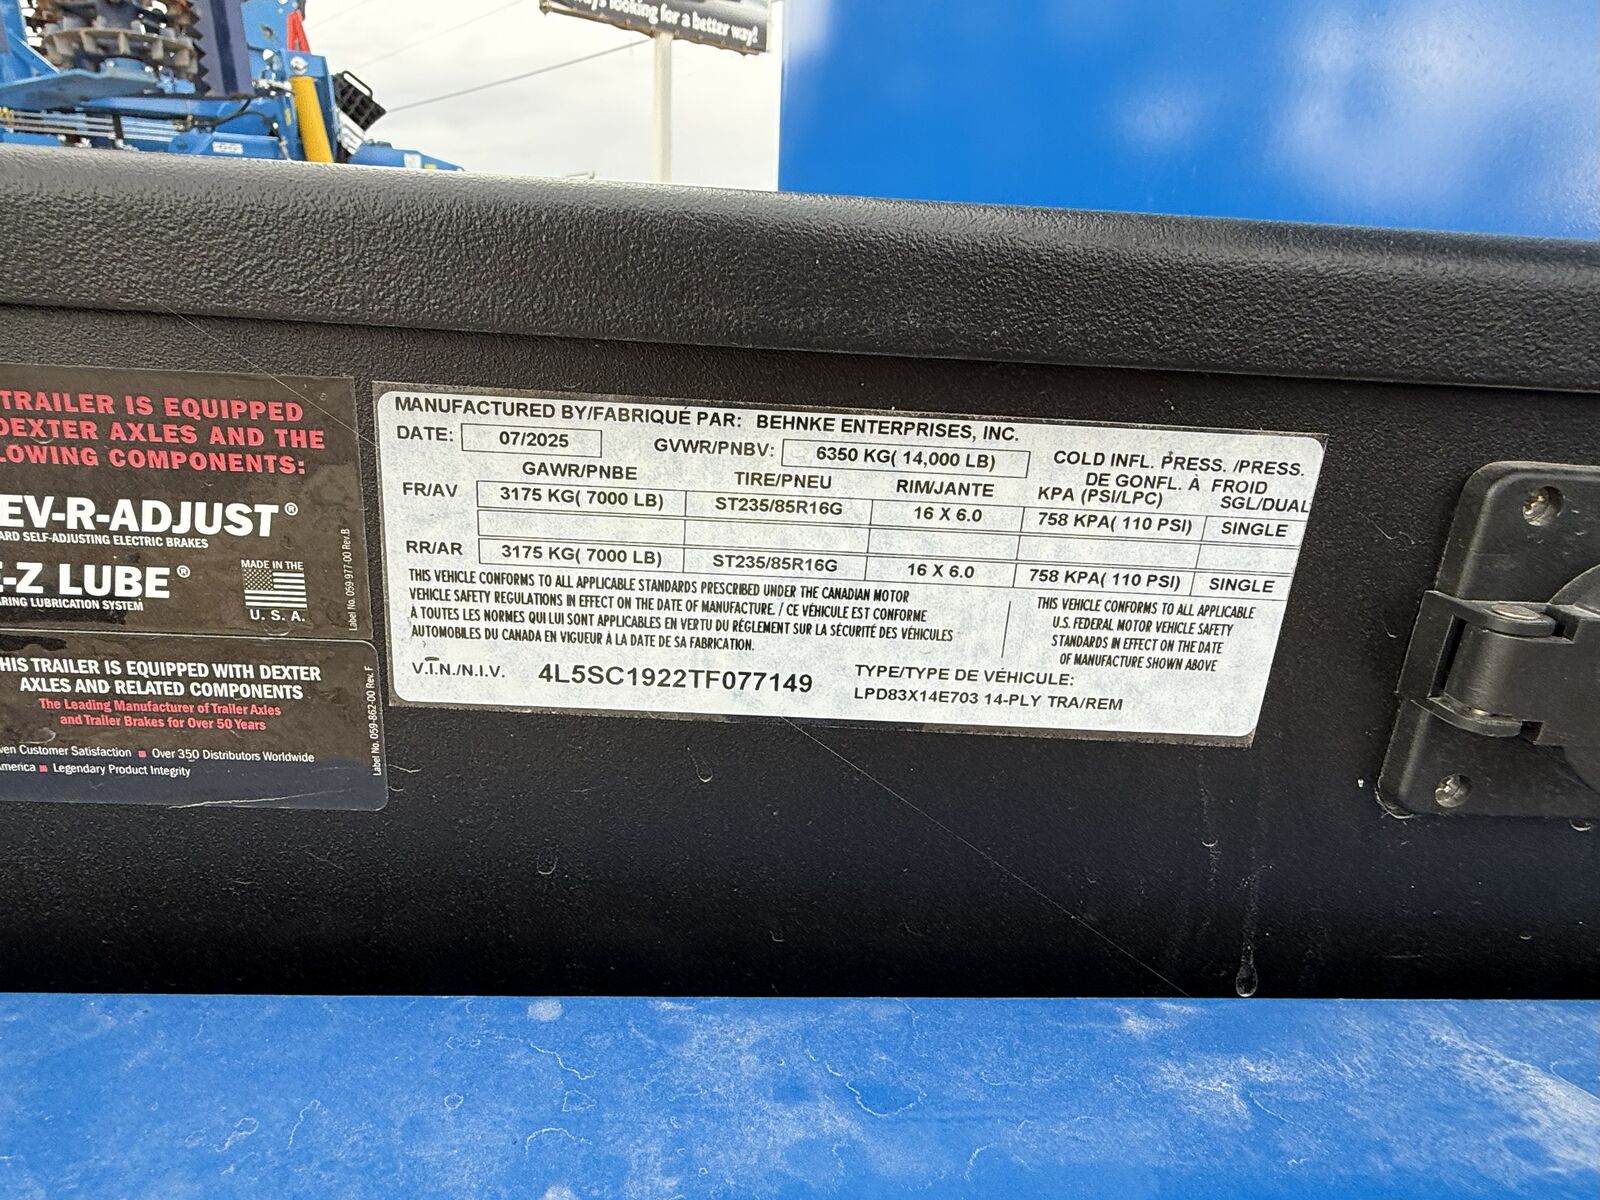 ys looking for a better way!
TRAILER IS EQUIPPED
DEXTER AXLES AND THE
LOWING COMPONENTS:
EV-R-ADJUST®
ARD SELF-ADJUSTING ELECTRIC BRAKES
E-Z LUBE®
ARING LUBRICATION SYSTEM
MADE IN THE
U.S.A.
Label No. 059-977-00 Rev.B
HIS TRAILER IS EQUIPPED WITH DEXTER
AXLES AND RELATED COMPONENTS
The Leading Manufacturer of Trailer Axles
and Trailer Brakes for Over 50 Years
ven Customer Satisfaction ■ Over 350 Distributors Worldwide
America ■ Legendary Product Integrity
Label No. 059-862-00 Rev. F
MANUFACTURED BY/FABRIQUÉ PAR: BEHNKE ENTERPRISES, INC.
DATE: 07/2025 GVWR/PNBV: 6350 KG( 14,000 LB)
COLD INFL. PRESS. /PRESS.
DE GONFL. À FROID
GAWR/PNBE TIRE/PNEU RIM/JANTE KPA (PSI/LPC) SGL/DUAL
FR/AV 3175 KG( 7000 LB) ST235/85R16G 16 X 6.0 758 KPA( 110 PSI) SINGLE
RR/AR 3175 KG( 7000 LB) ST235/85R16G 16 X 6.0 758 KPA( 110 PSI) SINGLE
THIS VEHICLE CONFORMS TO ALL APPLICABLE STANDARDS PRESCRIBED UNDER THE CANADIAN MOTOR
VEHICLE SAFETY REGULATIONS IN EFFECT ON THE DATE OF MANUFACTURE. / CE VÉHICULE EST CONFORME
À TOUTES LES NORMES QUI LUI SONT APPLICABLES EN VERTU DU RÈGLEMENT SUR LA SÉCURITÉ DES VÉHICULES
AUTOMOBILES DU CANADA EN VIGUEUR À LA DATE DE SA FABRICATION.
THIS VEHICLE CONFORMS TO ALL APPLICABLE
U.S. FEDERAL MOTOR VEHICLE SAFETY
STANDARDS IN EFFECT ON THE DATE
OF MANUFACTURE SHOWN ABOVE
V.I.N./N.I.V. 4L5SC1922TF077149
TYPE/TYPE DE VÉHICULE:
LPD83X14E703 14-PLY TRA/REM